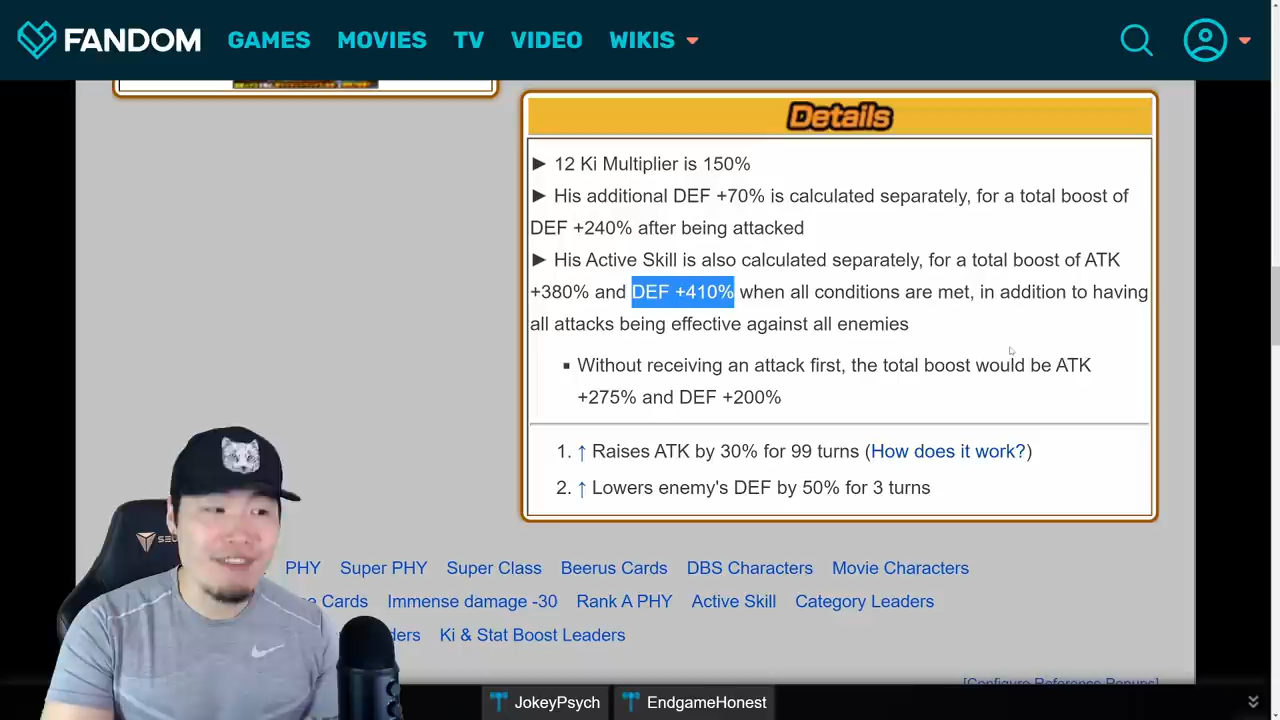 FANDOM GAMES MOVIES TV VIDEO WIKIS
Details
► 12 Ki Multiplier is 150%
► His additional DEF +70% is calculated separately, for a total boost of
DEF +240% after being attacked
► His Active Skill is also calculated separately, for a total boost of ATK
+380% and DEF +410% when all conditions are met, in addition to having
all attacks being effective against all enemies
▪ Without receiving an attack first, the total boost would be ATK
+275% and DEF +200%
1. ↑ Raises ATK by 30% for 99 turns (How does it work?)
2. ↑ Lowers enemy's DEF by 50% for 3 turns
PHY Super PHY Super Class Beerus Cards DBS Characters Movie Characters
Cards Immense damage -30 Rank A PHY Active Skill Category Leaders
Ki & Stat Boost Leaders
JokeyPsych EndgameHonest